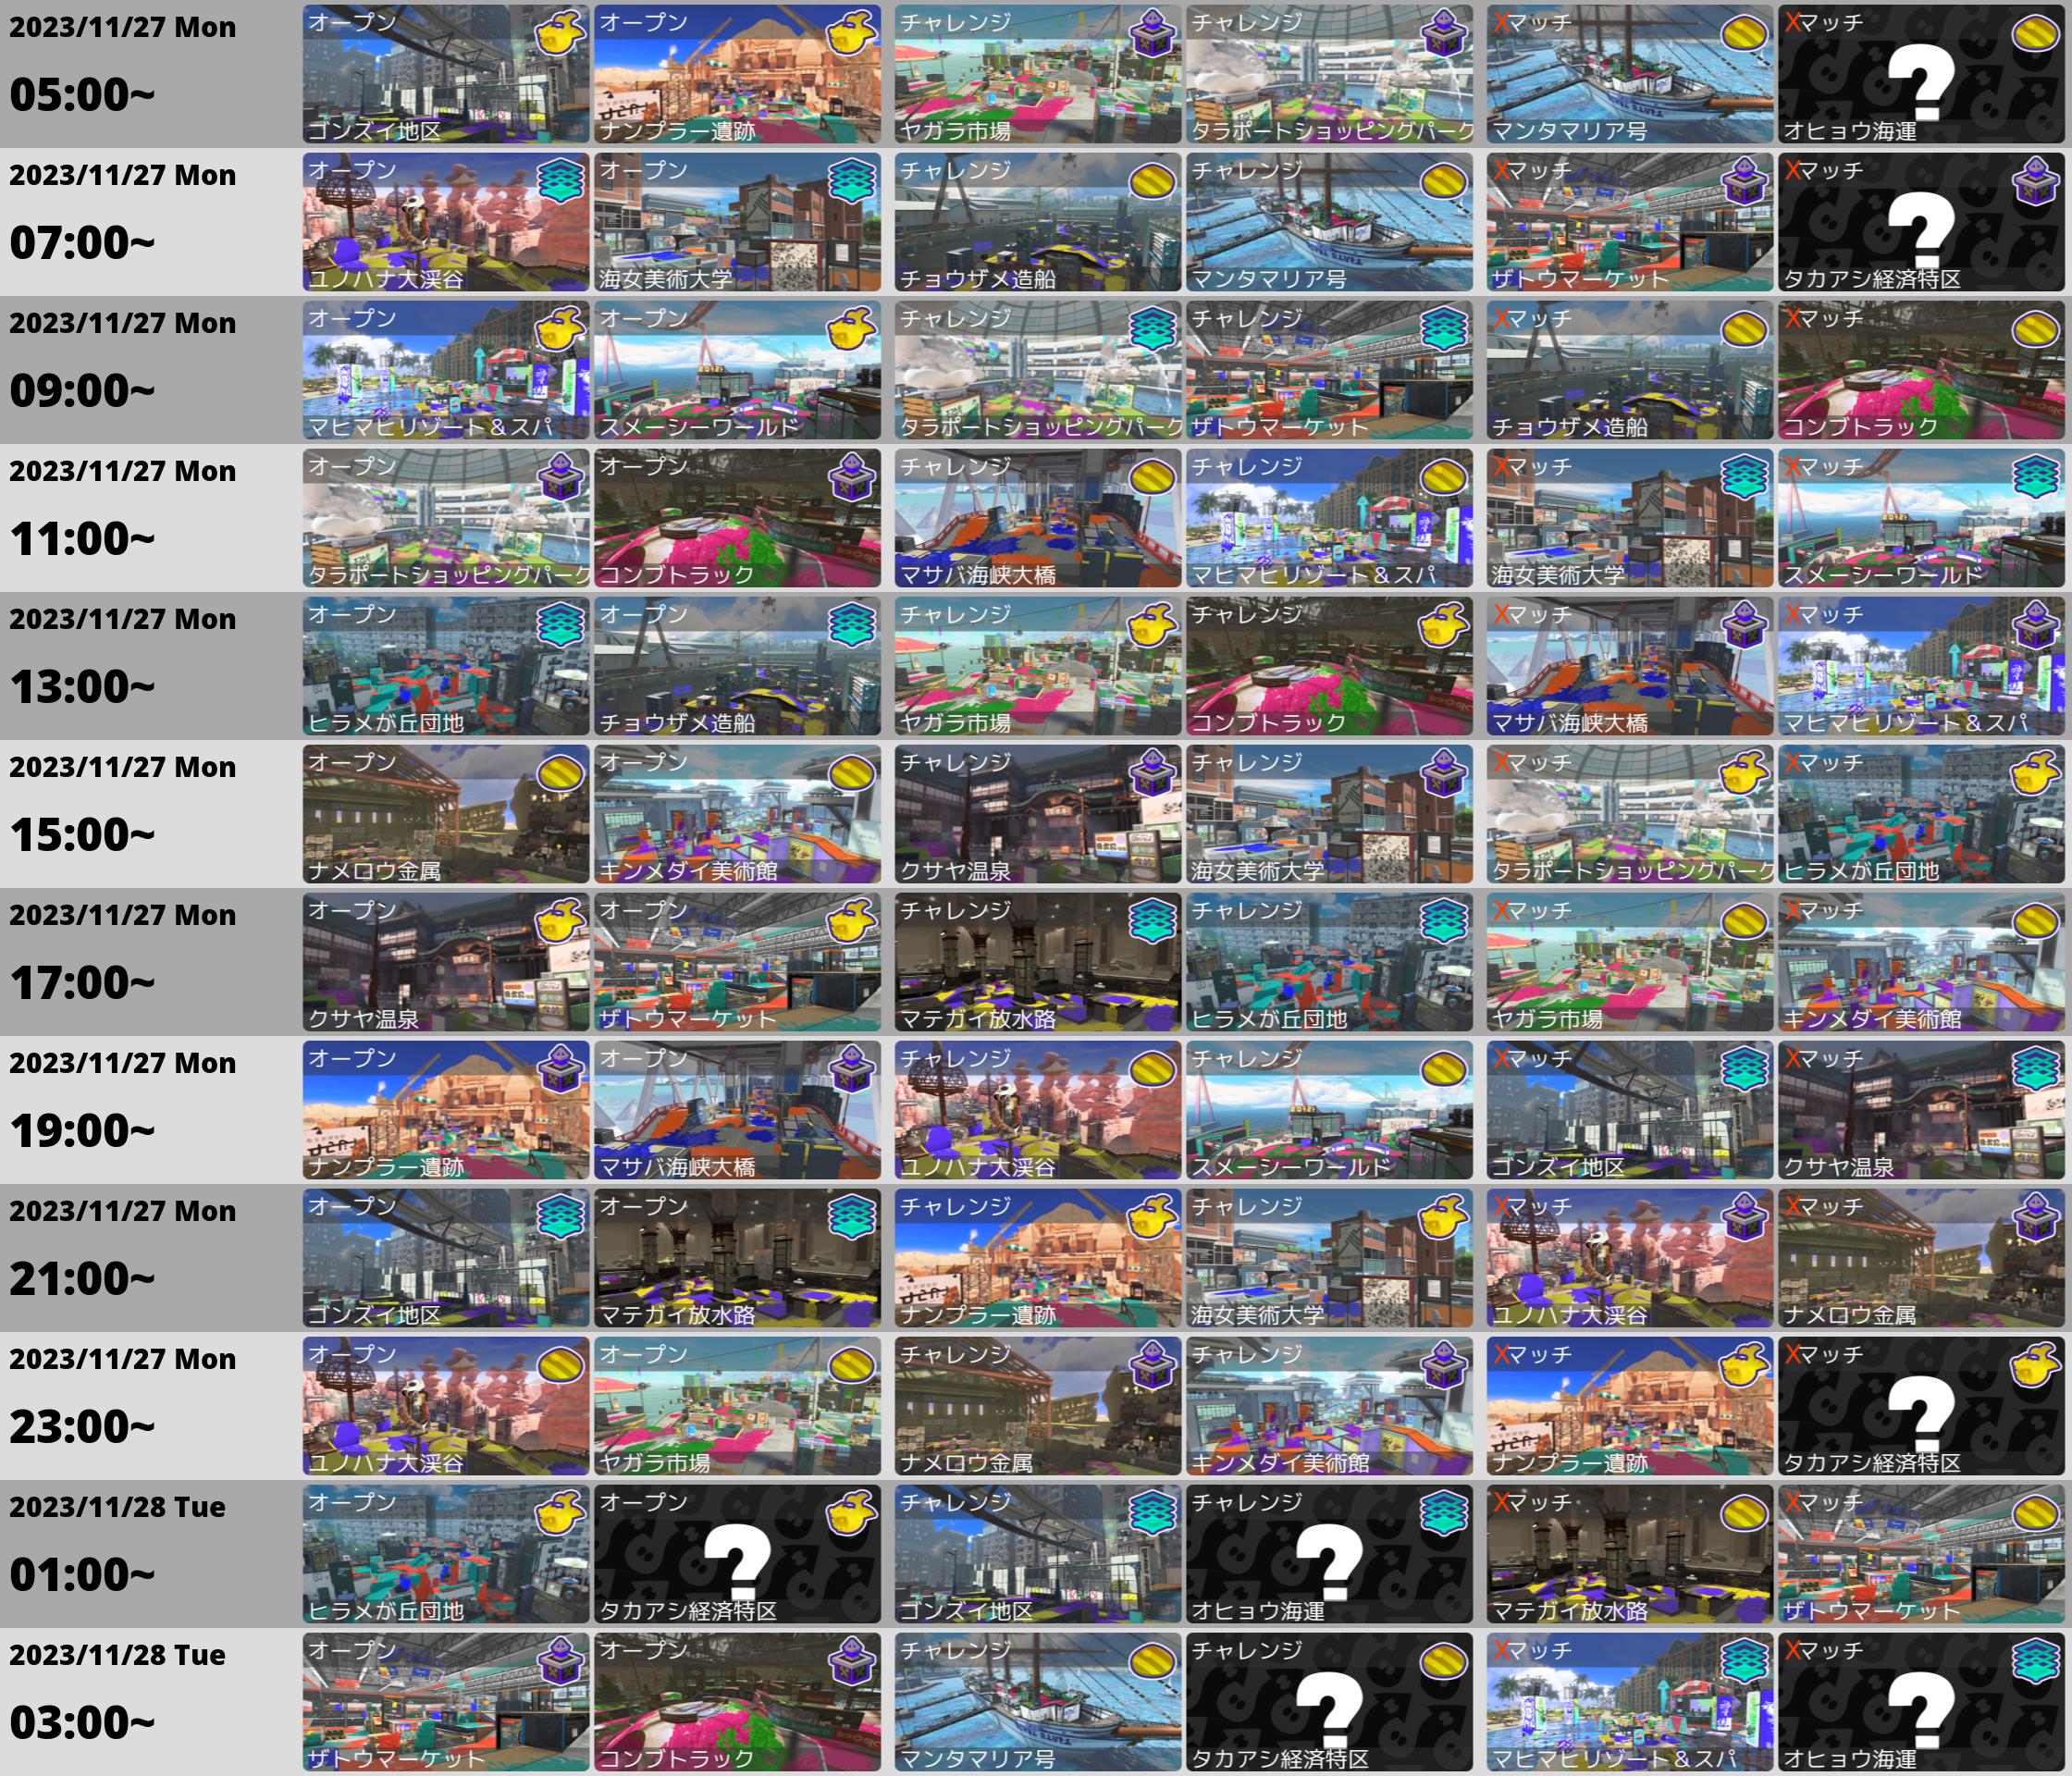 2023/11/27 Mon
05:00~
オープン
ゴンズイ地区
オープン
ナンプラー遺跡
チャレンジ
ヤガラ市場
チャレンジ
タラポートショッピングパーク
Xマッチ
マンタマリア号
Xマッチ
?
オヒョウ海運
2023/11/27 Mon
07:00~
オープン
ユノハナ大渓谷
オープン
海女美術大学
チャレンジ
チョウザメ造船
チャレンジ
マンタマリア号
Xマッチ
ザトウマーケット
Xマッチ
?
タカアシ経済特区
2023/11/27 Mon
09:00~
オープン
マヒマヒリゾート＆スパ
オープン
スメーシーワールド
チャレンジ
タラポートショッピングパーク
チャレンジ
ザトウマーケット
Xマッチ
チョウザメ造船
Xマッチ
コンブトラック
2023/11/27 Mon
11:00~
オープン
タラポートショッピングパーク
オープン
コンブトラック
チャレンジ
マサバ海峡大橋
チャレンジ
マヒマヒリゾート＆スパ
Xマッチ
海女美術大学
Xマッチ
スメーシーワールド
2023/11/27 Mon
13:00~
オープン
ヒラメが丘団地
オープン
チョウザメ造船
チャレンジ
ヤガラ市場
チャレンジ
コンブトラック
Xマッチ
マサバ海峡大橋
Xマッチ
マヒマヒリゾート＆スパ
2023/11/27 Mon
15:00~
オープン
ナメロウ金属
オープン
キンメダイ美術館
チャレンジ
クサヤ温泉
チャレンジ
海女美術大学
Xマッチ
タラポートショッピングパーク
Xマッチ
ヒラメが丘団地
2023/11/27 Mon
17:00~
オープン
クサヤ温泉
オープン
ザトウマーケット
チャレンジ
マテガイ放水路
チャレンジ
ヒラメが丘団地
Xマッチ
ヤガラ市場
Xマッチ
キンメダイ美術館
2023/11/27 Mon
19:00~
オープン
ナンプラー遺跡
オープン
マサバ海峡大橋
チャレンジ
ユノハナ大渓谷
チャレンジ
スメーシーワールド
Xマッチ
ゴンズイ地区
Xマッチ
クサヤ温泉
2023/11/27 Mon
21:00~
オープン
ゴンズイ地区
オープン
マテガイ放水路
チャレンジ
ナンプラー遺跡
チャレンジ
海女美術大学
Xマッチ
ユノハナ大渓谷
Xマッチ
ナメロウ金属
2023/11/27 Mon
23:00~
オープン
ユノハナ大渓谷
オープン
ヤガラ市場
チャレンジ
ナメロウ金属
チャレンジ
キンメダイ美術館
Xマッチ
ナンプラー遺跡
Xマッチ
?
タカアシ経済特区
2023/11/28 Tue
01:00~
オープン
ヒラメが丘団地
オープン
?
タカアシ経済特区
チャレンジ
ゴンズイ地区
チャレンジ
?
オヒョウ海運
Xマッチ
マテガイ放水路
Xマッチ
ザトウマーケット
2023/11/28 Tue
03:00~
オープン
ザトウマーケット
オープン
コンブトラック
チャレンジ
マンタマリア号
チャレンジ
?
タカアシ経済特区
Xマッチ
マヒマヒリゾート＆スパ
Xマッチ
?
オヒョウ海運